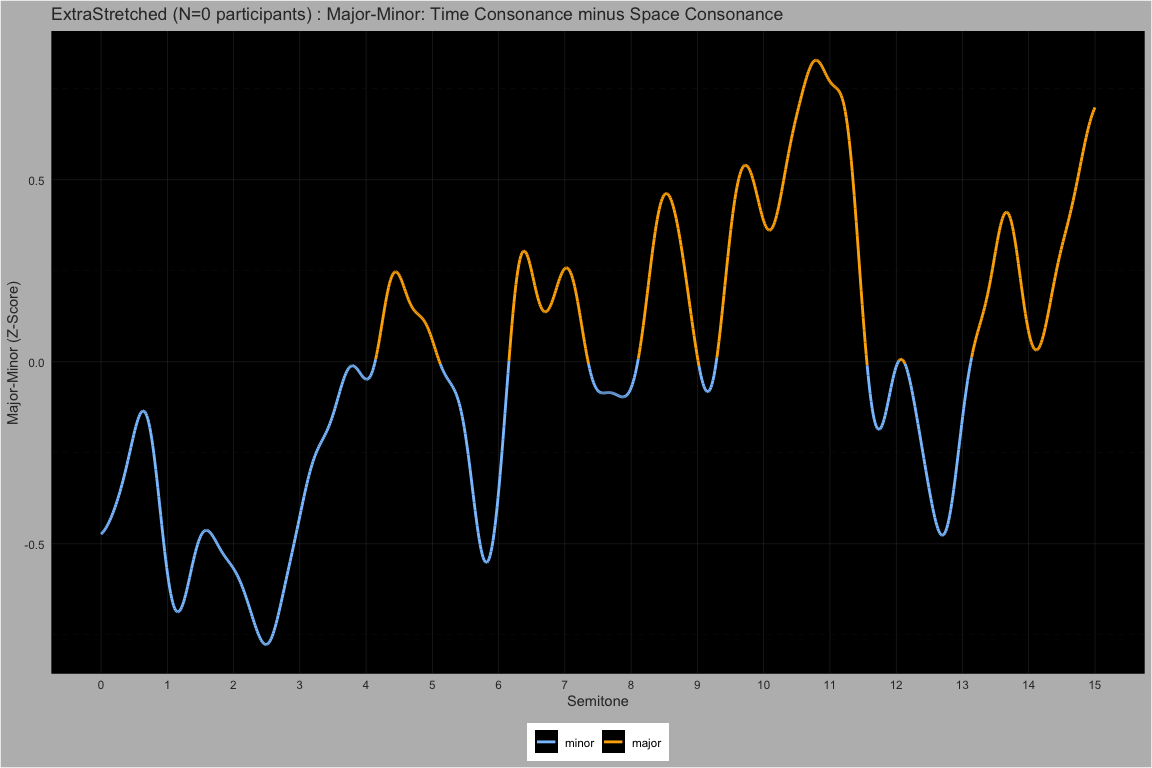 ExtraStretched (N=0 participants) : Major-Minor: Time Consonance minus Space Consonance
Major-Minor (Z-Score)
0.5
0.0
-0.5
0 1 2 3 4 5 6 7 8 9 10 11 12 13 14 15
Semitone
minor major